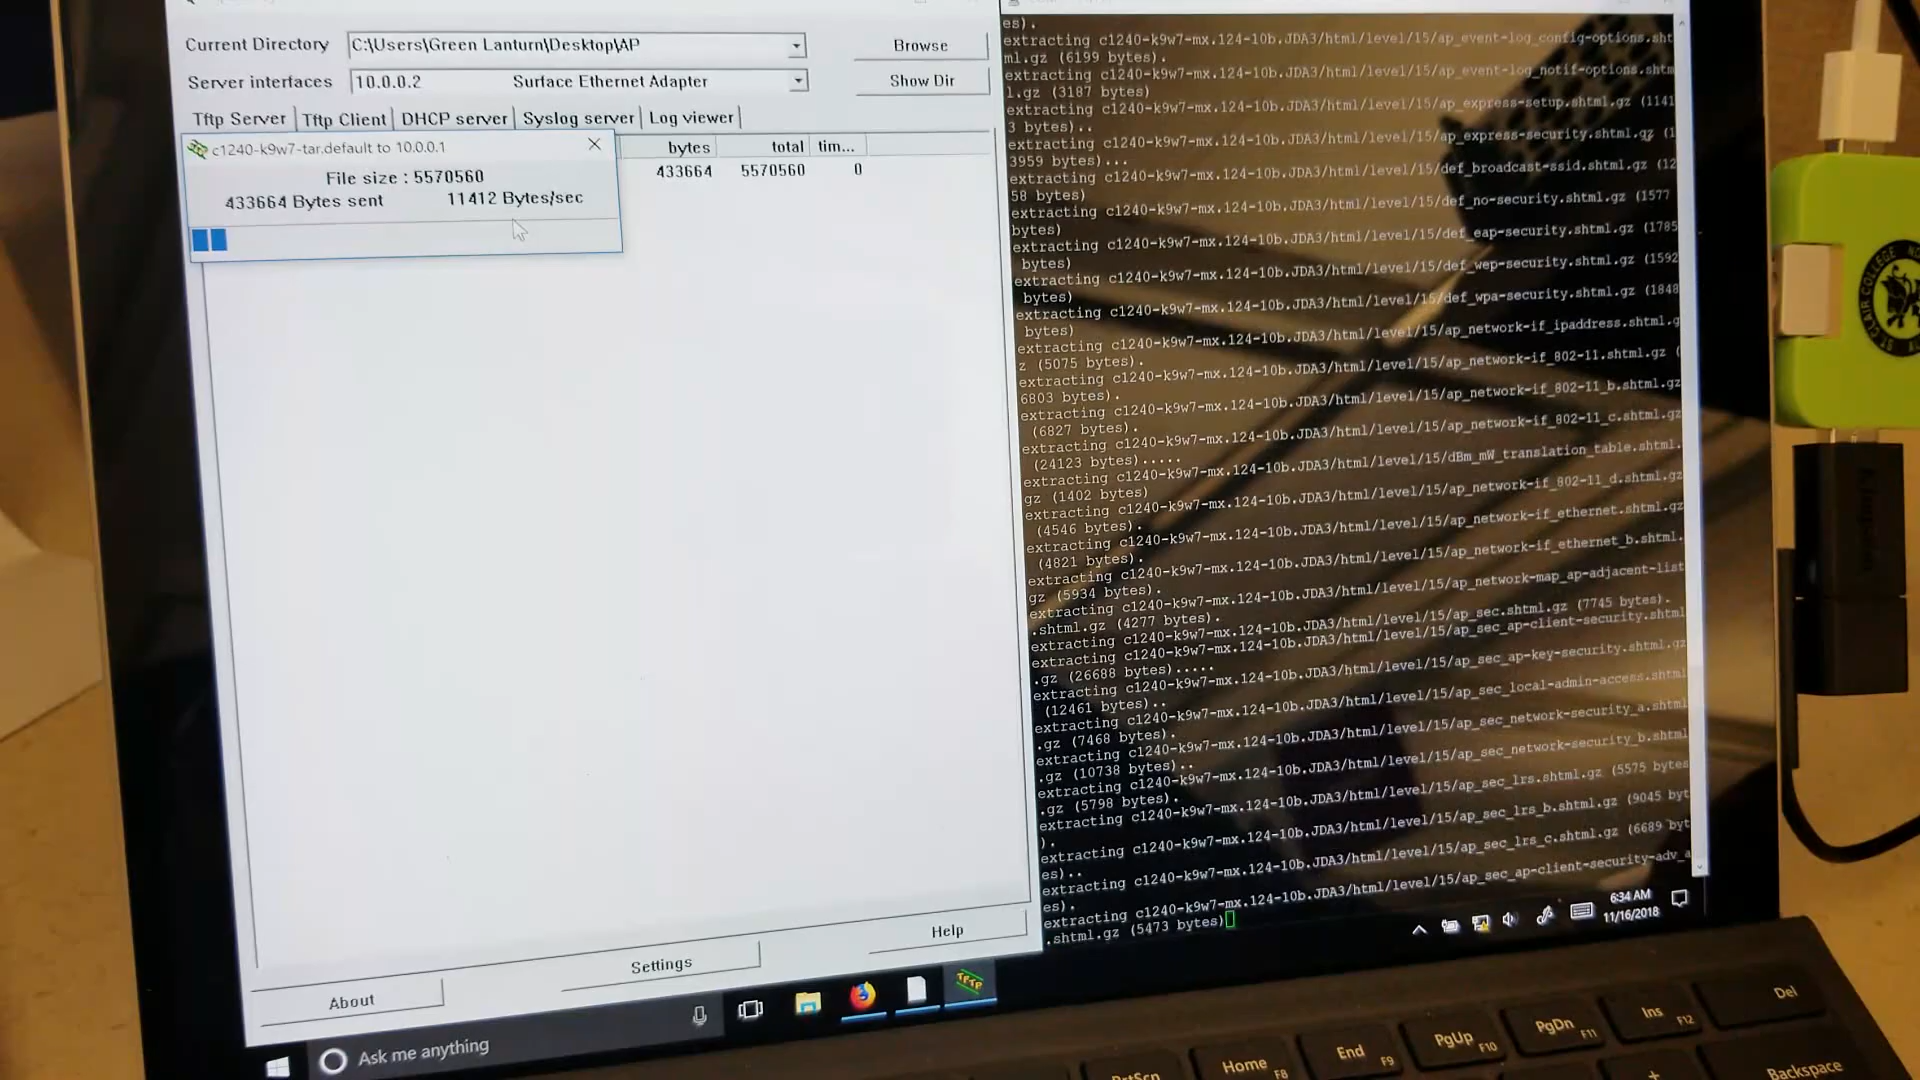 Current Directory C:\Users\Green Lanturn\Desktop\AP Browse
Server interfaces 10.0.0.2 Surface Ethernet Adapter Show Dir
Tftp Server Tftp Client DHCP server Syslog server Log viewer
c1240-k9w7-tar.default to 10.0.0.1
File size : 5570560
433664 Bytes sent 11412 Bytes/sec
bytes total tim...
433664 5570560 0
About Settings Help
Ask me anything
es).
extracting c1240-k9w7-mx.124-10b.JDA3/html/level/15/ap_event-log_config-options.sht
ml.gz (6199 bytes).
extracting c1240-k9w7-mx.124-10b.JDA3/html/level/15/ap_event-log_notif-options.shtm
l.gz (3187 bytes)
extracting c1240-k9w7-mx.124-10b.JDA3/html/level/15/ap_express-setup.shtml.gz (1141
3 bytes)..
extracting c1240-k9w7-mx.124-10b.JDA3/html/level/15/ap_express-security.shtml.gz (1
3959 bytes)...
extracting c1240-k9w7-mx.124-10b.JDA3/html/level/15/def_broadcast-ssid.shtml.gz (12
58 bytes)
extracting c1240-k9w7-mx.124-10b.JDA3/html/level/15/def_no-security.shtml.gz (1577
bytes)
extracting c1240-k9w7-mx.124-10b.JDA3/html/level/15/def_eap-security.shtml.gz (1785
bytes)
extracting c1240-k9w7-mx.124-10b.JDA3/html/level/15/def_wep-security.shtml.gz (1592
bytes)
extracting c1240-k9w7-mx.124-10b.JDA3/html/level/15/def_wpa-security.shtml.gz (1848
bytes)
extracting c1240-k9w7-mx.124-10b.JDA3/html/level/15/ap_network-if_ipaddress.shtml.g
z (5075 bytes).
extracting c1240-k9w7-mx.124-10b.JDA3/html/level/15/ap_network-if_802-11.shtml.gz (
6803 bytes).
extracting c1240-k9w7-mx.124-10b.JDA3/html/level/15/ap_network-if_802-11_b.shtml.gz
(6827 bytes).
extracting c1240-k9w7-mx.124-10b.JDA3/html/level/15/ap_network-if_802-11_c.shtml.gz
(24123 bytes).....
extracting c1240-k9w7-mx.124-10b.JDA3/html/level/15/dBm_mW_translation_table.shtml.
gz (1402 bytes)
extracting c1240-k9w7-mx.124-10b.JDA3/html/level/15/ap_network-if_802-11_d.shtml.gz
(4546 bytes).
extracting c1240-k9w7-mx.124-10b.JDA3/html/level/15/ap_network-if_ethernet.shtml.gz
(4821 bytes).
extracting c1240-k9w7-mx.124-10b.JDA3/html/level/15/ap_network-if_ethernet_b.shtml.
gz (5934 bytes).
extracting c1240-k9w7-mx.124-10b.JDA3/html/level/15/ap_network-map_ap-adjacent-list
.shtml.gz (4277 bytes).
extracting c1240-k9w7-mx.124-10b.JDA3/html/level/15/ap_sec.shtml.gz (7745 bytes).
extracting c1240-k9w7-mx.124-10b.JDA3/html/level/15/ap_sec_ap-client-security.shtml
.gz (26688 bytes).....
extracting c1240-k9w7-mx.124-10b.JDA3/html/level/15/ap_sec_ap-key-security.shtml.gz
(12461 bytes)..
extracting c1240-k9w7-mx.124-10b.JDA3/html/level/15/ap_sec_local-admin-access.shtml
.gz (7468 bytes).
extracting c1240-k9w7-mx.124-10b.JDA3/html/level/15/ap_sec_network-security_a.shtml
.gz (10738 bytes)..
extracting c1240-k9w7-mx.124-10b.JDA3/html/level/15/ap_sec_network-security_b.shtml
.gz (5798 bytes).
extracting c1240-k9w7-mx.124-10b.JDA3/html/level/15/ap_sec_lrs.shtml.gz (5575 bytes
).
extracting c1240-k9w7-mx.124-10b.JDA3/html/level/15/ap_sec_lrs_b.shtml.gz (9045 byt
es)..
extracting c1240-k9w7-mx.124-10b.JDA3/html/level/15/ap_sec_lrs_c.shtml.gz (6689 byt
es).
extracting c1240-k9w7-mx.124-10b.JDA3/html/level/15/ap_sec_ap-client-security-adv_a
.shtml.gz (5473 bytes)
6:34 AM
11/16/2018
ST. CLAIR COLLEGE
PrtScn Home F8 End F9 PgUp F10 PgDn F11 Ins F12 Del
+ Backspace